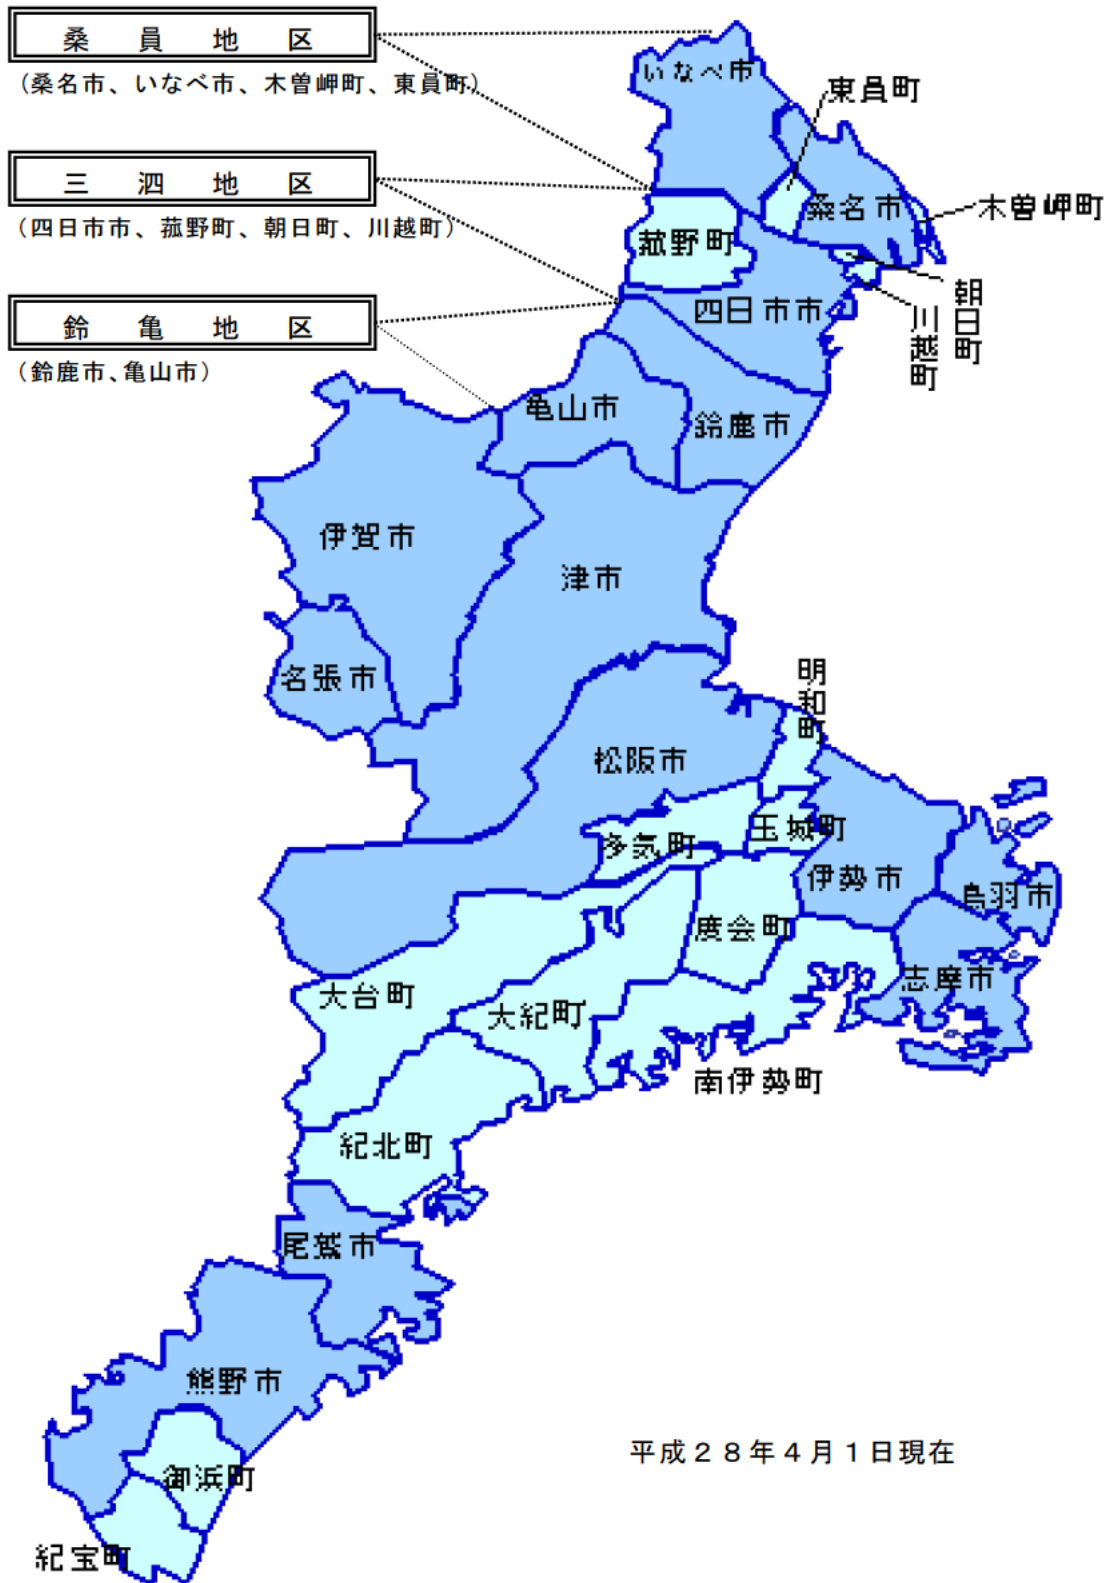 桑員地区
(桑名市、いなべ市、木曽岬町、東員町)
三泗地区
(四日市市、菰野町、朝日町、川越町)
鈴亀地区
(鈴鹿市、亀山市)
いなべ市
東員町
桑名市
木曽岬町
菰野町
朝日町
川越町
四日市市
亀山市
鈴鹿市
伊賀市
津市
名張市
明和町
松阪市
多気町
玉城町
伊勢市
鳥羽市
度会町
志摩市
大台町
大紀町
南伊勢町
紀北町
尾鷲市
熊野市
御浜町
紀宝町
平成28年4月1日現在